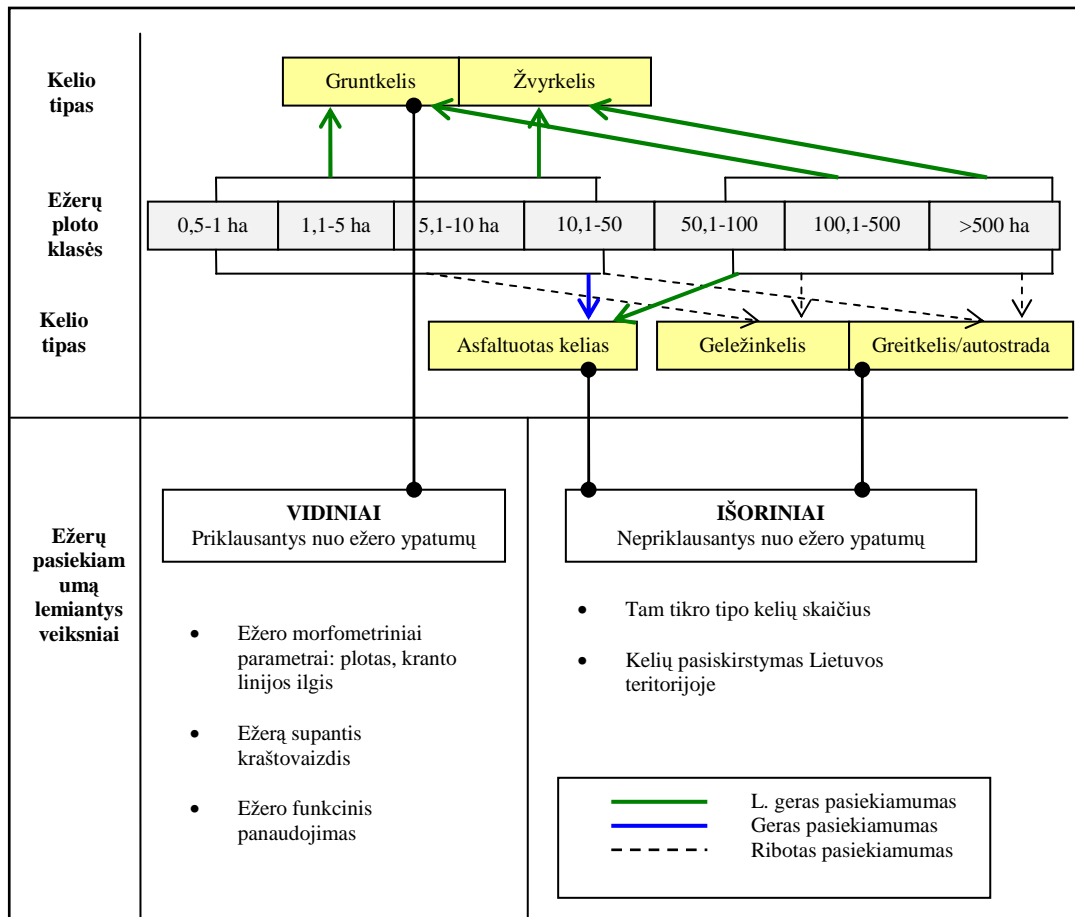 Kelio
tipas
Gruntkelis
Žvyrkelis
Ežerų
ploto
klasės
0,5-1 ha
1,1-5 ha
5,1-10 ha
10,1-50
50,1-100
100,1-500
>500 ha
Kelio
tipas
Asfaltuotas kelias
Geležinkelis
Greitkelis/autostrada
Ežerų
pasiekiam
umą
lemiantys
veiksniai
VIDINIAI
Priklausantys nuo ežero ypatumų
• Ežero morfometriniai
parametrai: plotas, kranto
linijos ilgis
• Ežerą supantis
kraštovaizdis
• Ežero funkcinis
panaudojimas
IŠORINIAI
Nepriklausantys nuo ežero ypatumų
• Tam tikro tipo kelių skaičius
• Kelių pasiskirstymas Lietuvos
teritorijoje
L. geras pasiekiamumas
Geras pasiekiamumas
Ribotas pasiekiamumas